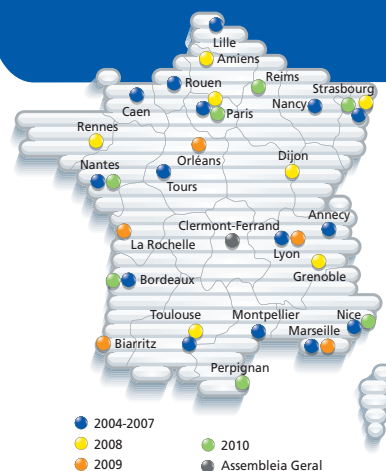 Lille
Amiens
Rouen
Reims
Strasbourg
Caen
Paris
Nancy
Rennes
Orléans
Dijon
Nantes
Tours
Annecy
Clermont-Ferrand
La Rochelle
Lyon
Grenoble
Bordeaux
Toulouse
Montpellier
Nice
Marseille
Biarritz
Perpignan
2004-2007
2008
2009
2010
Assembleia Geral